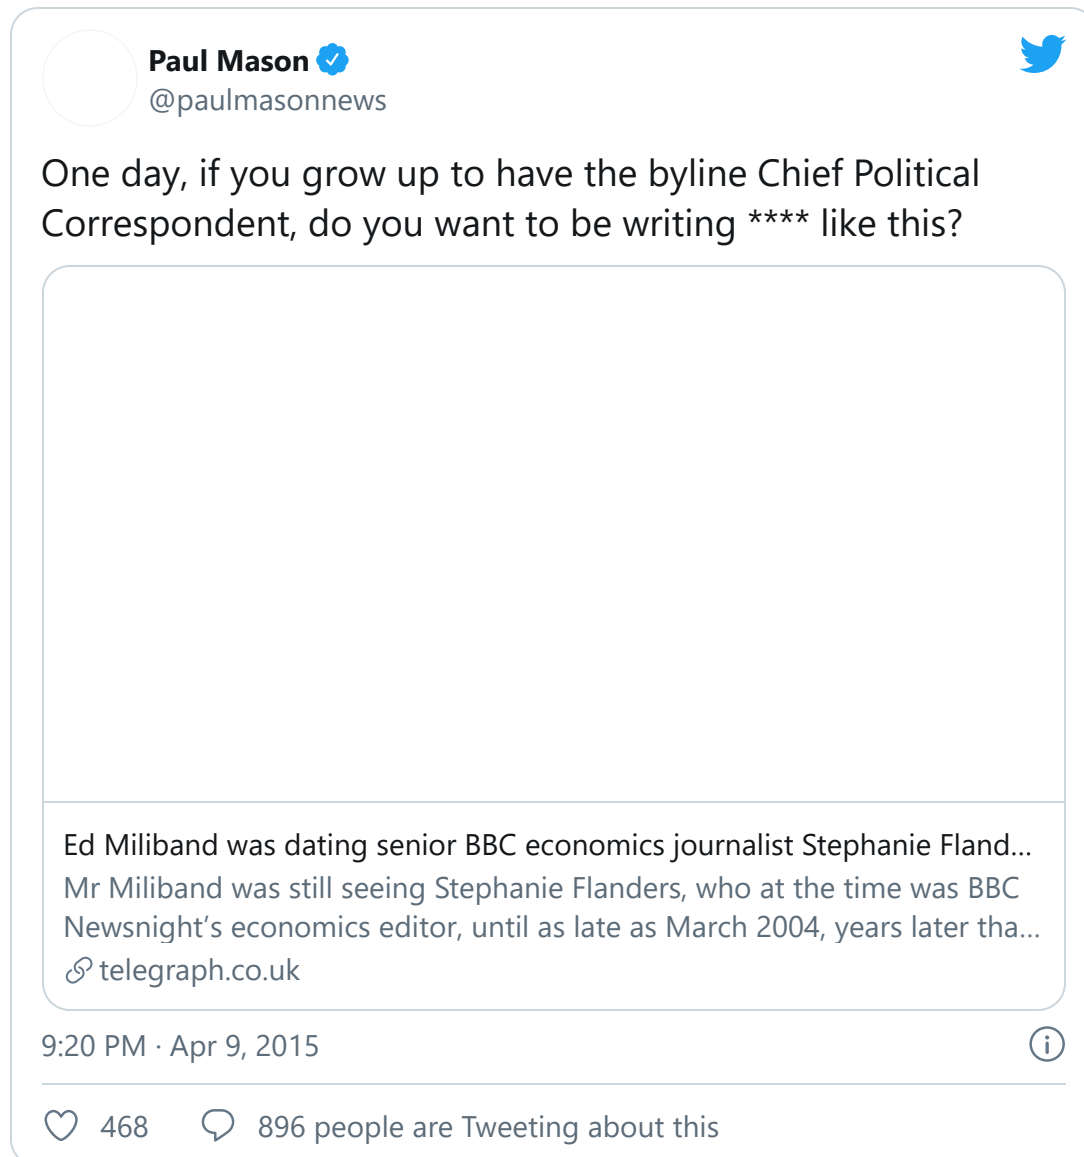 Paul Mason
@paulmasonnews
One day, if you grow up to have the byline Chief Political
Correspondent, do you want to be writing **** like this?
Ed Miliband was dating senior BBC economics journalist Stephanie Fland...
Mr Miliband was still seeing Stephanie Flanders, who at the time was BBC
Newsnight’s economics editor, until as late as March 2004, years later tha...
telegraph.co.uk
9:20 PM · Apr 9, 2015
468 896 people are Tweeting about this